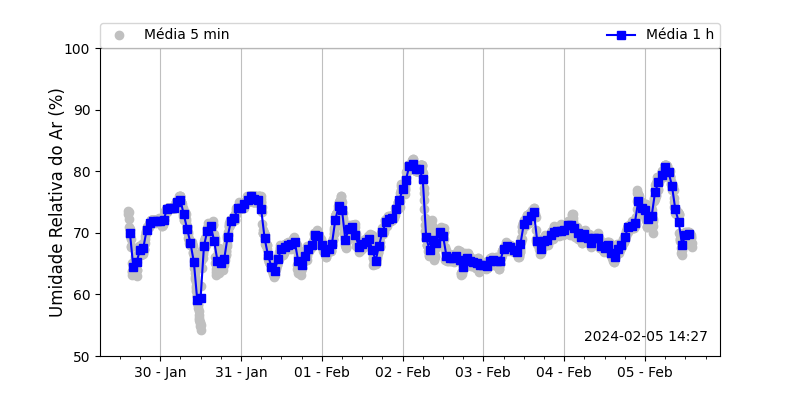 Média 5 min
Média 1 h
Umidade Relativa do Ar (%)
100
90
80
70
60
50
2024-02-05 14:27
30 - Jan
31 - Jan
01 - Feb
02 - Feb
03 - Feb
04 - Feb
05 - Feb